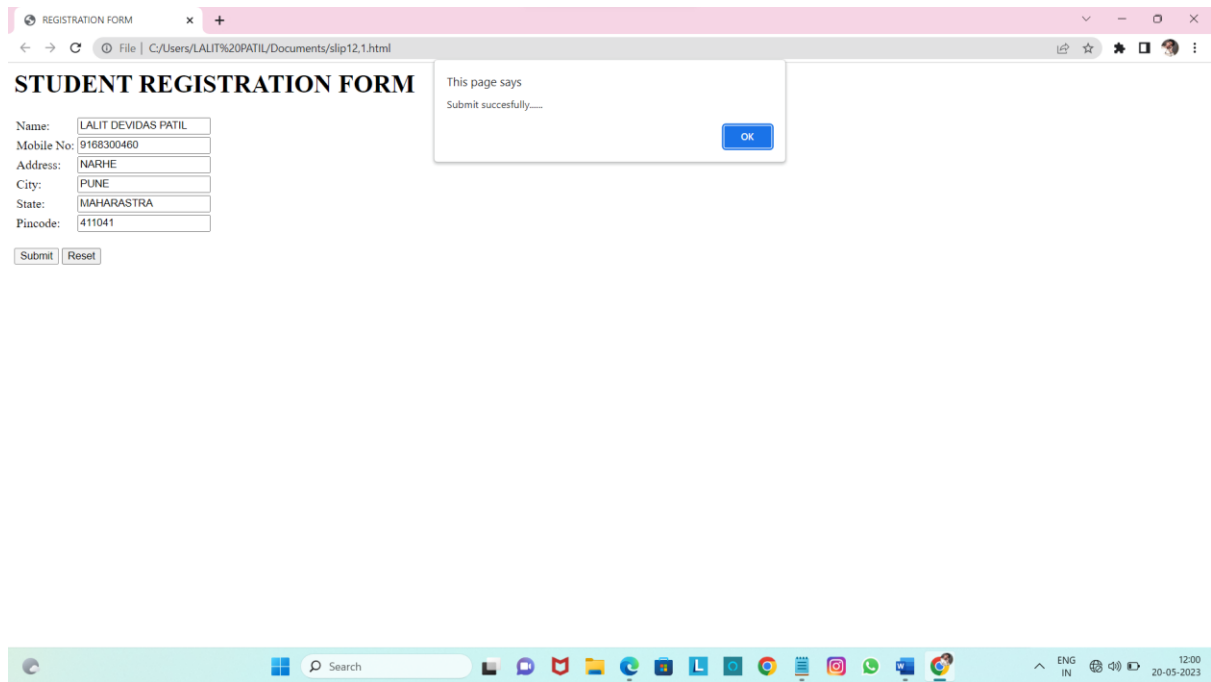 REGISTRATION FORM
File | C:/Users/LALIT%20PATIL/Documents/slip12,1.html
STUDENT REGISTRATION FORM
This page says
Submit succesfully......
OK
Name: LALIT DEVIDAS PATIL
Mobile No: 9168300460
Address: NARHE
City: PUNE
State: MAHARASTRA
Pincode: 411041
Submit Reset
Search
L
ENG
IN
12:00
20-05-2023